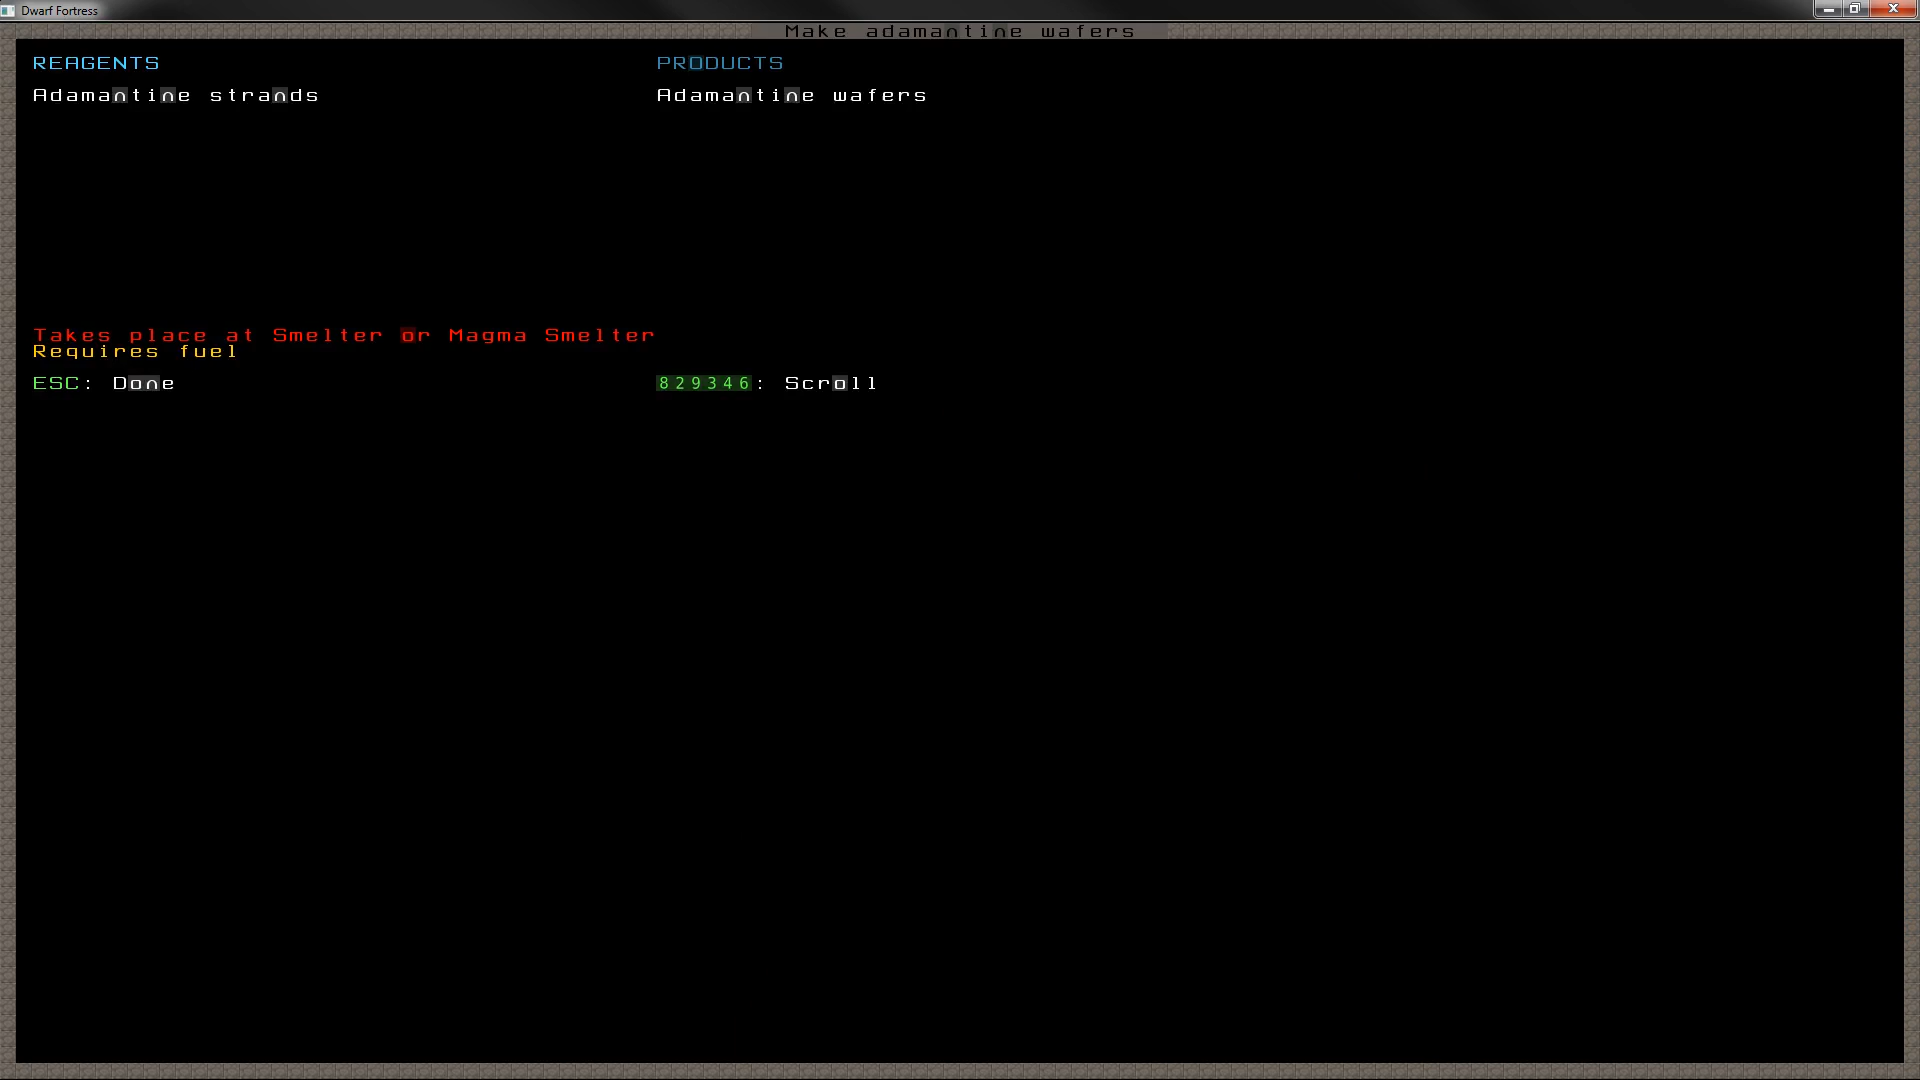 Dwarf Fortress
Make adamantine wafers
REAGENTS PRODUCTS
Adamantine strands Adamantine wafers
Takes place at Smelter or Magma Smelter
Requires fuel
ESC: Done 829346: Scroll